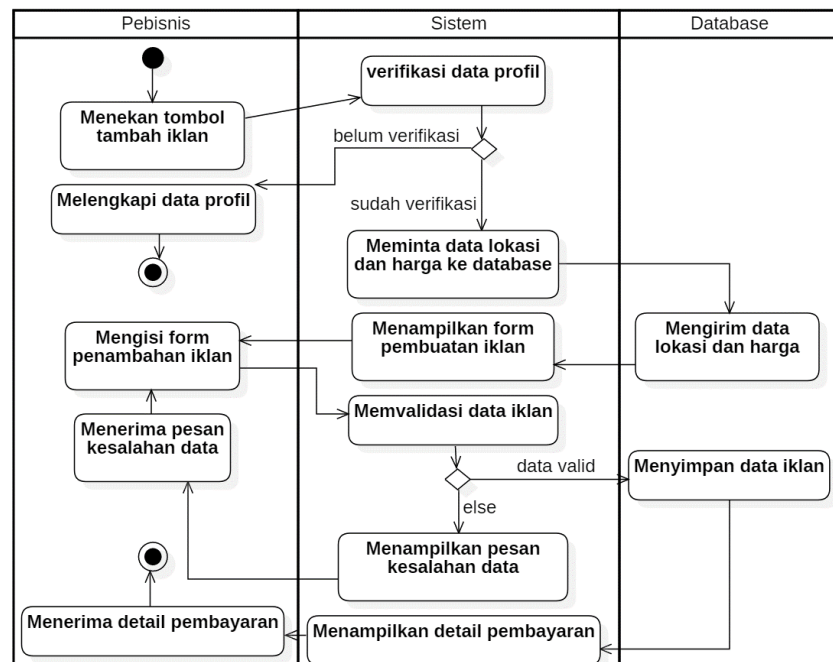 Pebisnis
Sistem
Database
Menekan tombol
tambah iklan
verifikasi data profil
belum verifikasi
Melengkapi data profil
sudah verifikasi
Meminta data lokasi
dan harga ke database
Mengirim data
lokasi dan harga
Menampilkan form
pembuatan iklan
Mengisi form
penambahan iklan
Memvalidasi data iklan
Menerima pesan
kesalahan data
data valid
Menyimpan data iklan
else
Menampilkan pesan
kesalahan data
Menampilkan detail pembayaran
Menerima detail pembayaran